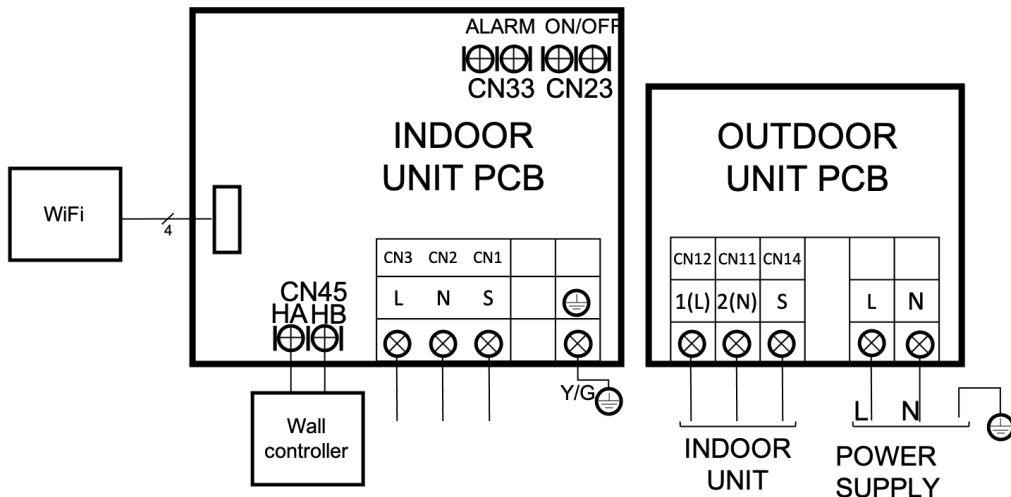 ALARM ON/OFF
CN33 CN23
INDOOR
UNIT PCB
WiFi
4
CN3 CN2 CN1
L N S
CN45
HA HB
Y/G
Wall
controller
OUTDOOR
UNIT PCB
CN12 CN11 CN14
1(L) 2(N) S L N
L N
INDOOR
UNIT
POWER
SUPPLY